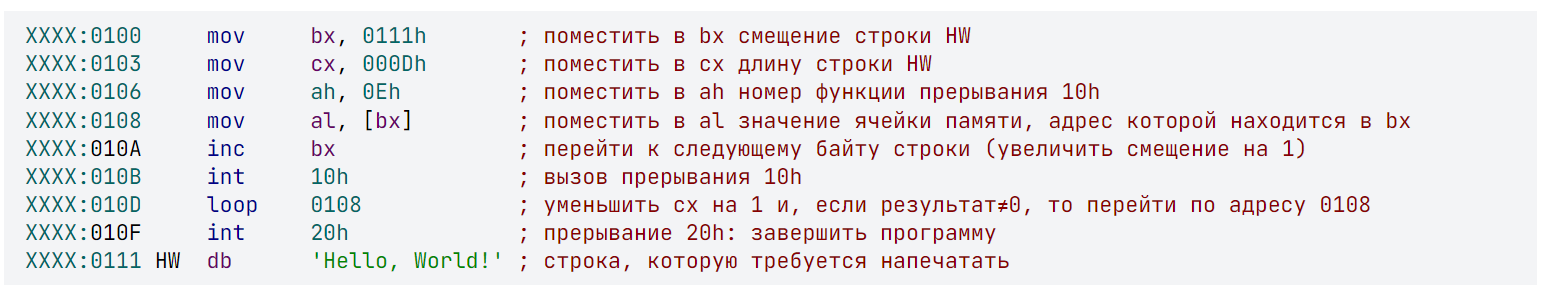 XXXX:0100 mov bx, 0111h ; поместить в bx смещение строки HW
XXXX:0103 mov cx, 000Dh ; поместить в cx длину строки HW
XXXX:0106 mov ah, 0Eh ; поместить в ah номер функции прерывания 10h
XXXX:0108 mov al, [bx] ; поместить в al значение ячейки памяти, адрес которой находится в bx
XXXX:010A inc bx ; перейти к следующему байту строки (увеличить смещение на 1)
XXXX:010B int 10h ; вызов прерывания 10h
XXXX:010D loop 0108 ; уменьшить cx на 1 и, если результат≠0, то перейти по адресу 0108
XXXX:010F int 20h ; прерывание 20h: завершить программу
XXXX:0111 HW db 'Hello, World!' ; строка, которую требуется напечатать